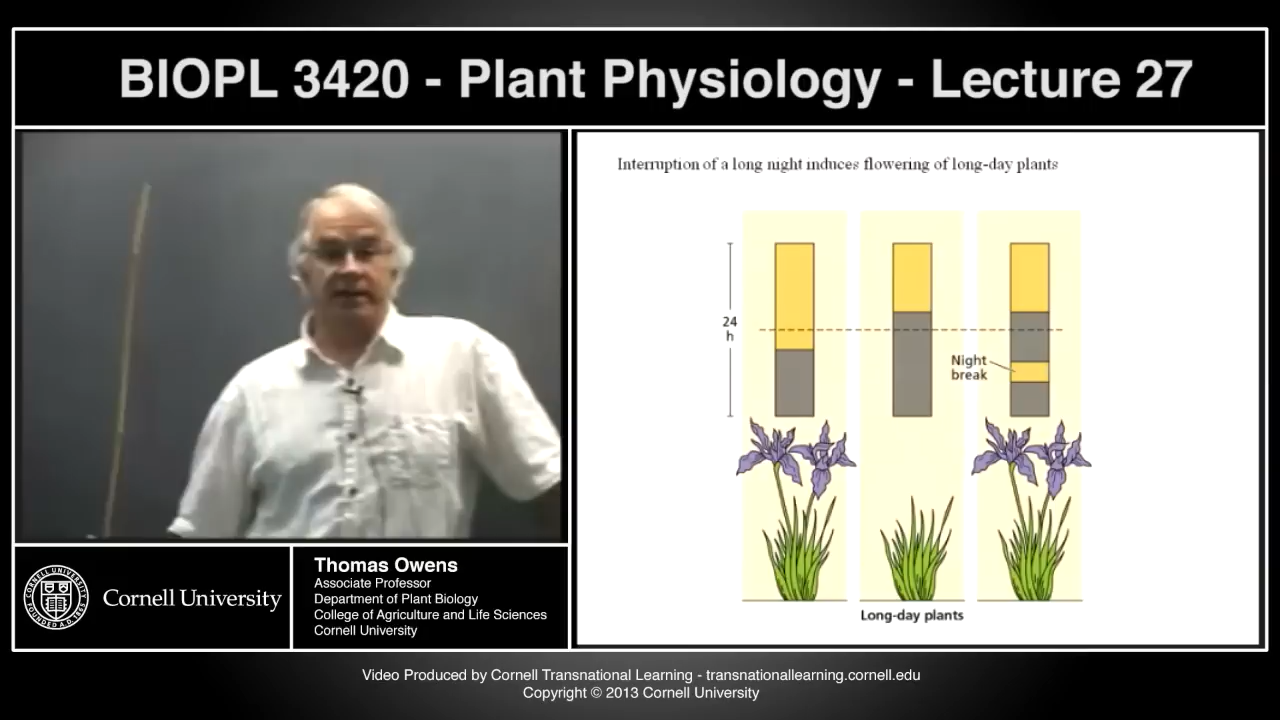 BIOPL 3420 - Plant Physiology - Lecture 27
Interruption of a long night induces flowering of long-day plants
24
h
Night
break
Long-day plants
Cornell University
Thomas Owens
Associate Professor
Department of Plant Biology
College of Agriculture and Life Sciences
Cornell University
Video Produced by Cornell Transnational Learning - transnationallearning.cornell.edu
Copyright © 2013 Cornell University